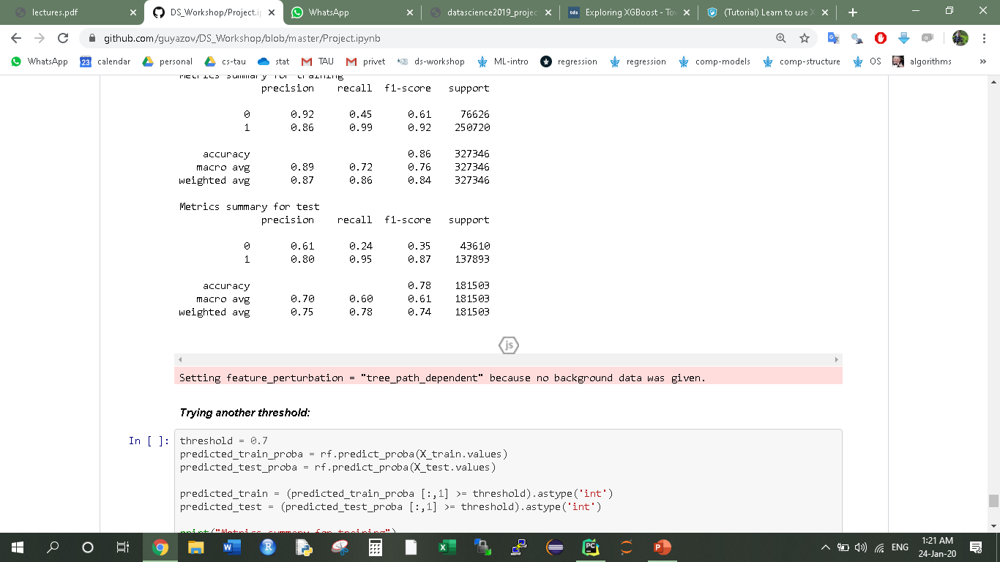 lectures.pdf
DS_Workshop/Project.ip
WhatsApp
datascience2019_projec
tds Exploring XGBoost - Tow
(Tutorial) Learn to use X
github.com/guyazov/DS_Workshop/blob/master/Project.ipynb
WhatsApp 23 calendar personal cs-tau stat TAU privet ds-workshop ML-intro regression regression comp-models comp-structure OS algorithms »
Metrics summary for training
precision recall f1-score support
0 0.92 0.45 0.61 76626
1 0.86 0.99 0.92 250720
accuracy 0.86 327346
macro avg 0.89 0.72 0.76 327346
weighted avg 0.87 0.86 0.84 327346
Metrics summary for test
precision recall f1-score support
0 0.61 0.24 0.35 43610
1 0.80 0.95 0.87 137893
accuracy 0.78 181503
macro avg 0.70 0.60 0.61 181503
weighted avg 0.75 0.78 0.74 181503
js
Setting feature_perturbation = "tree_path_dependent" because no background data was given.
Trying another threshold:
In [ ]: threshold = 0.7
predicted_train_proba = rf.predict_proba(X_train.values)
predicted_test_proba = rf.predict_proba(X_test.values)
predicted_train = (predicted_train_proba [:,1] >= threshold).astype('int')
predicted_test = (predicted_test_proba [:,1] >= threshold).astype('int')
print("Metrics summary for training")
ENG
1:21 AM
24-Jan-20